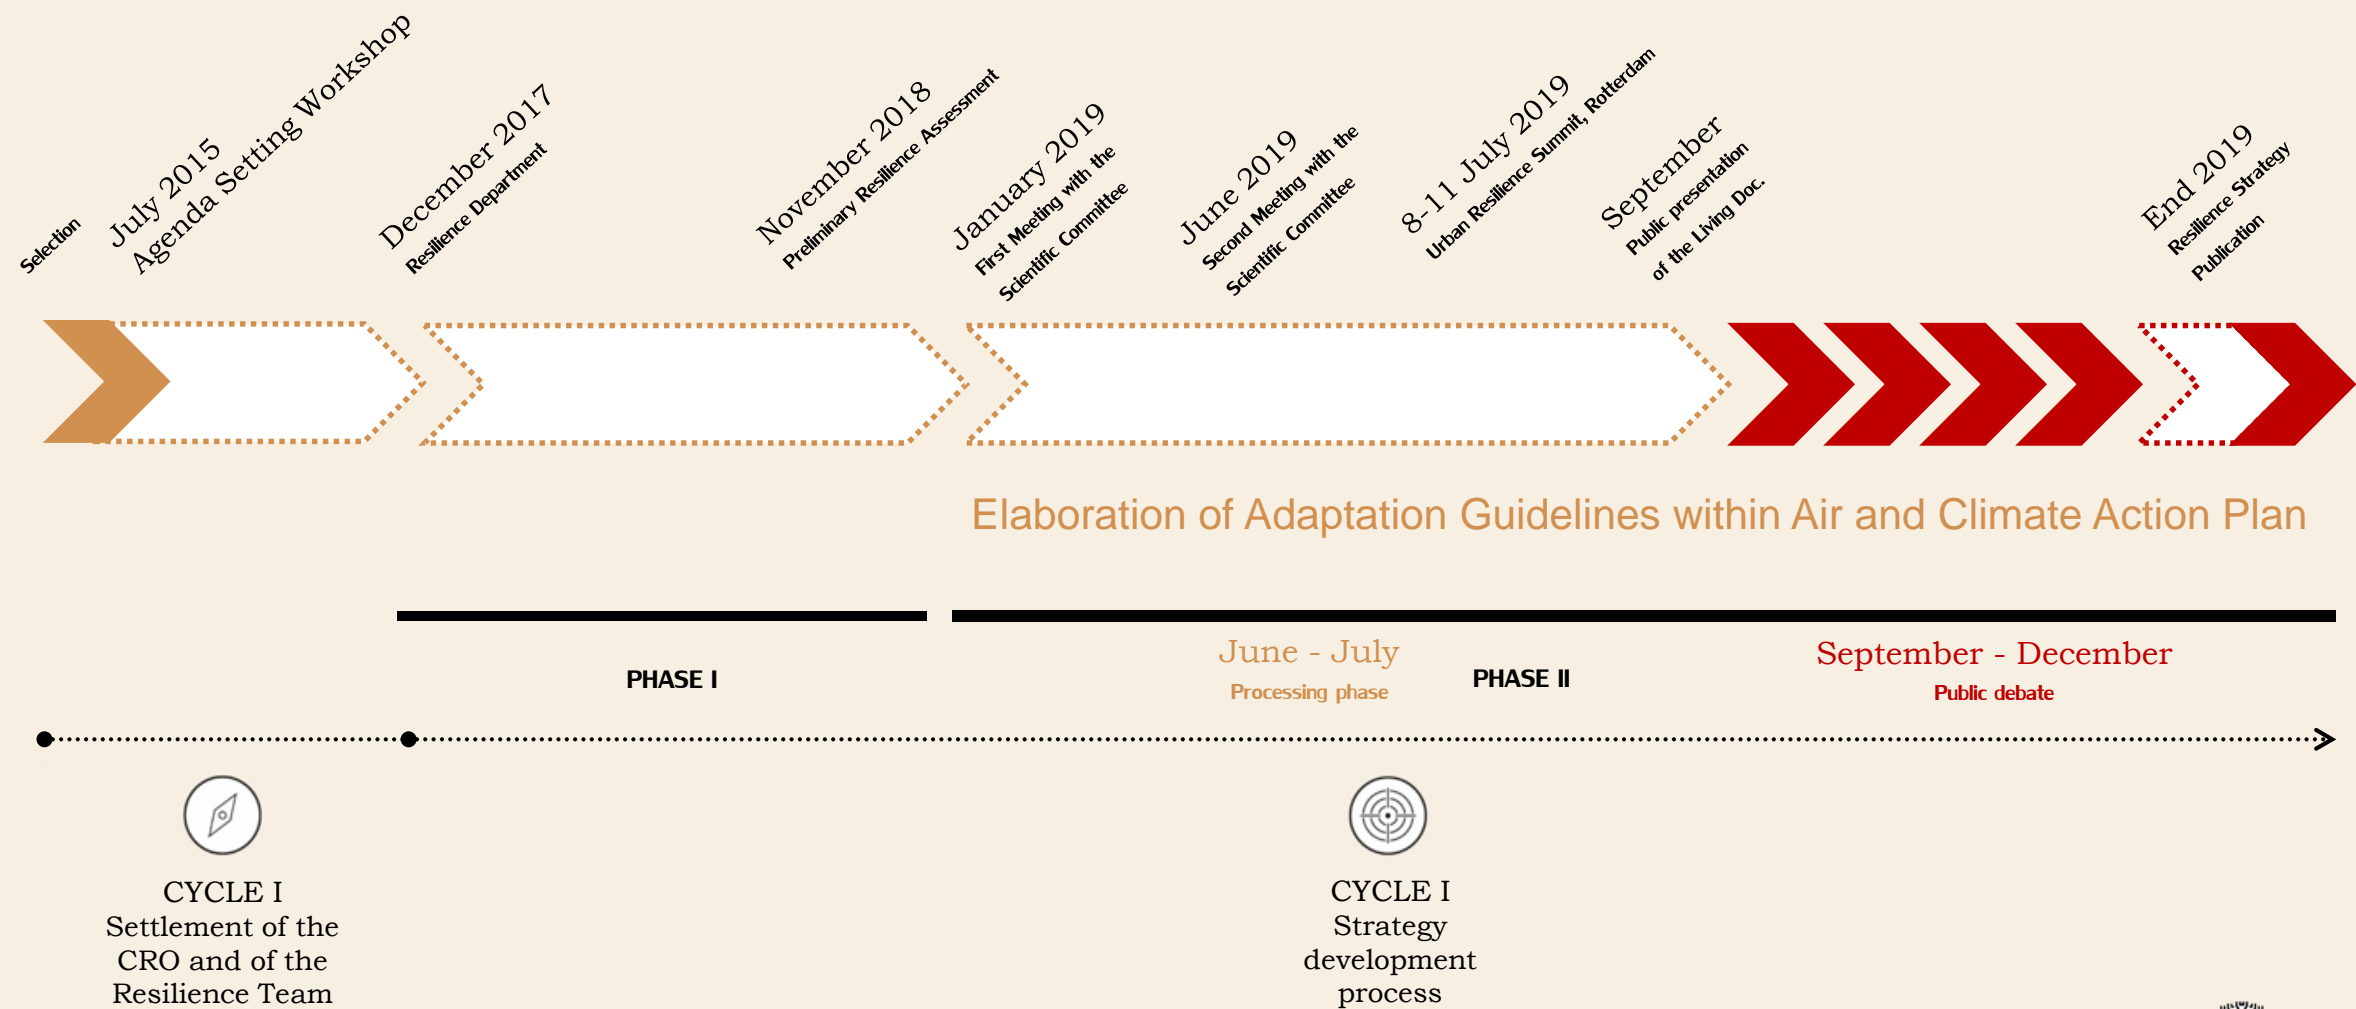 Selection
July 2015
Agenda Setting Workshop
December 2017
Resilience Department
November 2018
Preliminary Resilience Assessment
January 2019
First Meeting with the
Scientific Committee
June 2019
Second Meeting with the
Scientific Committee
8-11 July 2019
Urban Resilience Summit, Rotterdam
September
Public presentation
of the Living Doc.
End 2019
Resilience Strategy
Publication
Elaboration of Adaptation Guidelines within Air and Climate Action Plan
PHASE I
June - July
Processing phase
PHASE II
September - December
Public debate
CYCLE I
Settlement of the
CRO and of the
Resilience Team
CYCLE I
Strategy
development
process